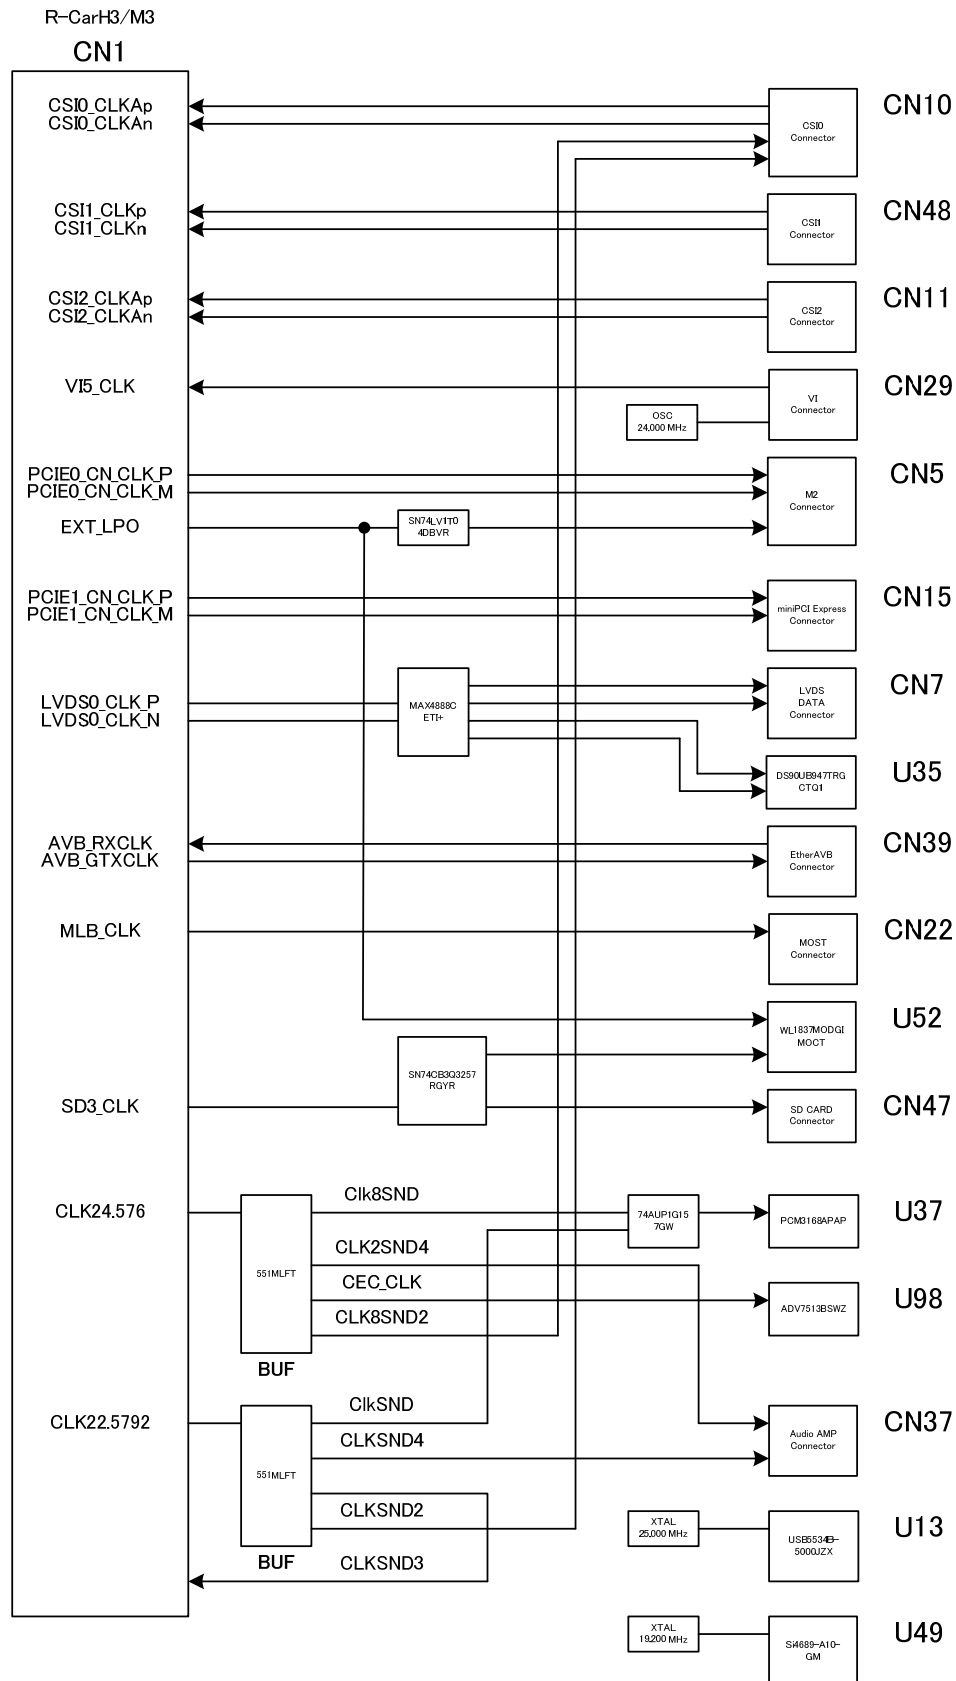 R-CarH3/M3
CN1
CSI0_CLKAp
CSI0_CLKAn
CSI0
Connector
CN10
CSI1_CLKp
CSI1_CLKn
CSI1
Connector
CN48
CSI2_CLKAp
CSI2_CLKAn
CSI2
Connector
CN11
VI5_CLK
OSC
24,000 MHz
VI
Connector
CN29
PCIE0_CN_CLK_P
PCIE0_CN_CLK_M
EXT_LPO
SN74LV1T0
4DBVR
M2
Connector
CN5
PCIE1_CN_CLK_P
PCIE1_CN_CLK_M
miniPCI Express
Connector
CN15
LVDS0_CLK_P
LVDS0_CLK_N
MAX4888C
ETI+
LVDS
DATA
Connector
CN7
DS90UB947TRG
CTQ1
U35
AVB_RXCLK
AVB_GTXCLK
EtherAVB
Connector
CN39
MLB_CLK
MOST
Connector
CN22
WL1837MODGI
MOCT
U52
SD3_CLK
SN74CB3Q3257
RGYR
SD CARD
Connector
CN47
CLK24.576
551MLFT
BUF
Clk8SND
CLK2SND4
CEC_CLK
CLK8SND2
74AUP1G15
7GW
PCM3168APAP
U37
ADV7513BSWZ
U98
CLK22.5792
551MLFT
BUF
ClkSND
CLKSND4
CLKSND2
CLKSND3
Audio AMP
Connector
CN37
XTAL
25,000 MHz
USB5534B-
5000JZX
U13
XTAL
19,200 MHz
Si4689-A10-
GM
U49